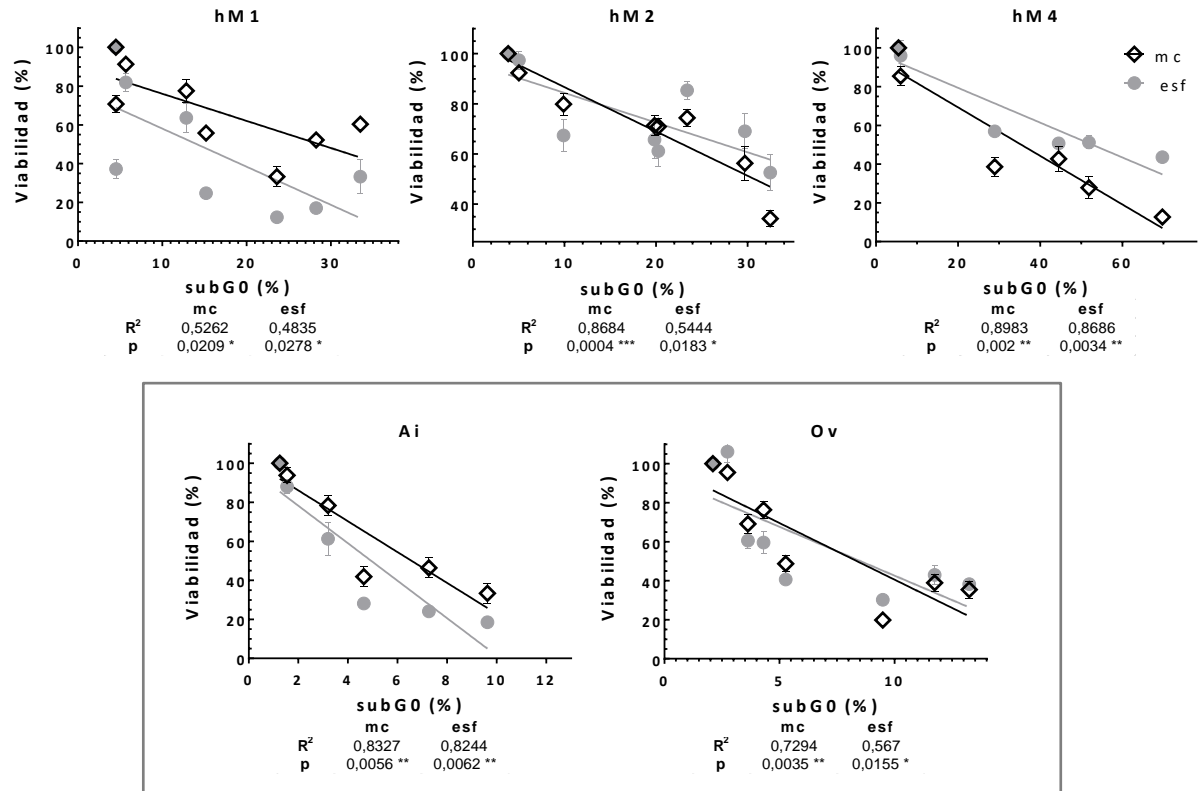 hM1
Viabilidad (%)
100
80
60
40
20
0
0 10 20 30
subG0 (%)
mc esf
R² 0,5262 0,4835
p 0,0209 * 0,0278 *
hM2
Viabilidad (%)
100
80
60
40
0 10 20 30
subG0 (%)
mc esf
R² 0,8684 0,5444
p 0,0004 *** 0,0183 *
hM4
Viabilidad (%)
100
80
60
40
20
0
0 20 40 60
subG0 (%)
mc
esf
mc esf
R² 0,8983 0,8686
p 0,002 ** 0,0034 **
Ai
Viabilidad (%)
100
80
60
40
20
0
0 2 4 6 8 10 12
subG0 (%)
mc esf
R² 0,8327 0,8244
p 0,0056 ** 0,0062 **
Ov
Viabilidad (%)
100
80
60
40
20
0
0 5 10
subG0 (%)
mc esf
R² 0,7294 0,567
p 0,0035 ** 0,0155 *